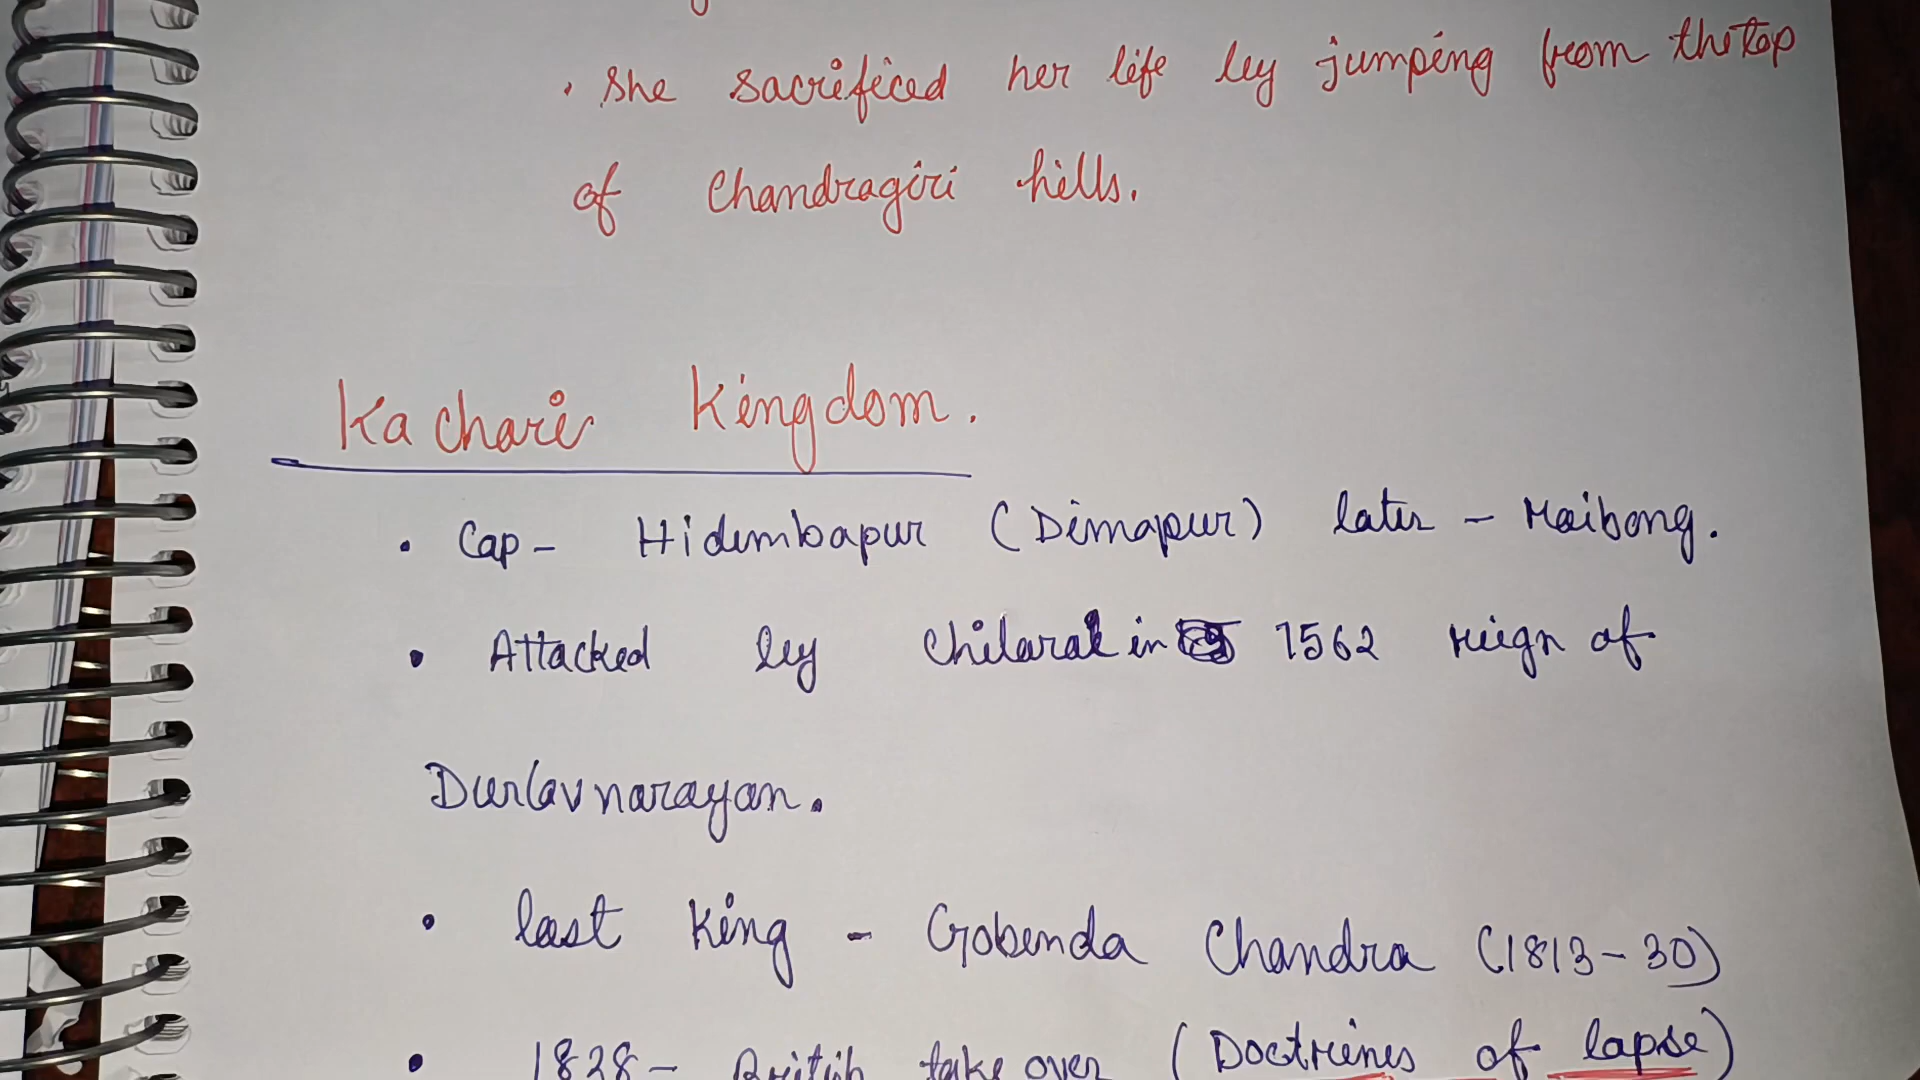 • She sacrificed her life by jumping from the top
of Chandragiri hills.
Kachari Kingdom.
• Cap - Hidimbapur (Dimapur) later - Maibong.
• Attacked by Chilarai in 1562 reign of
Durlavnarayan.
• last King - Gobinda Chandra (1813-30)
• 1828 - British take over (Doctrines of lapse)